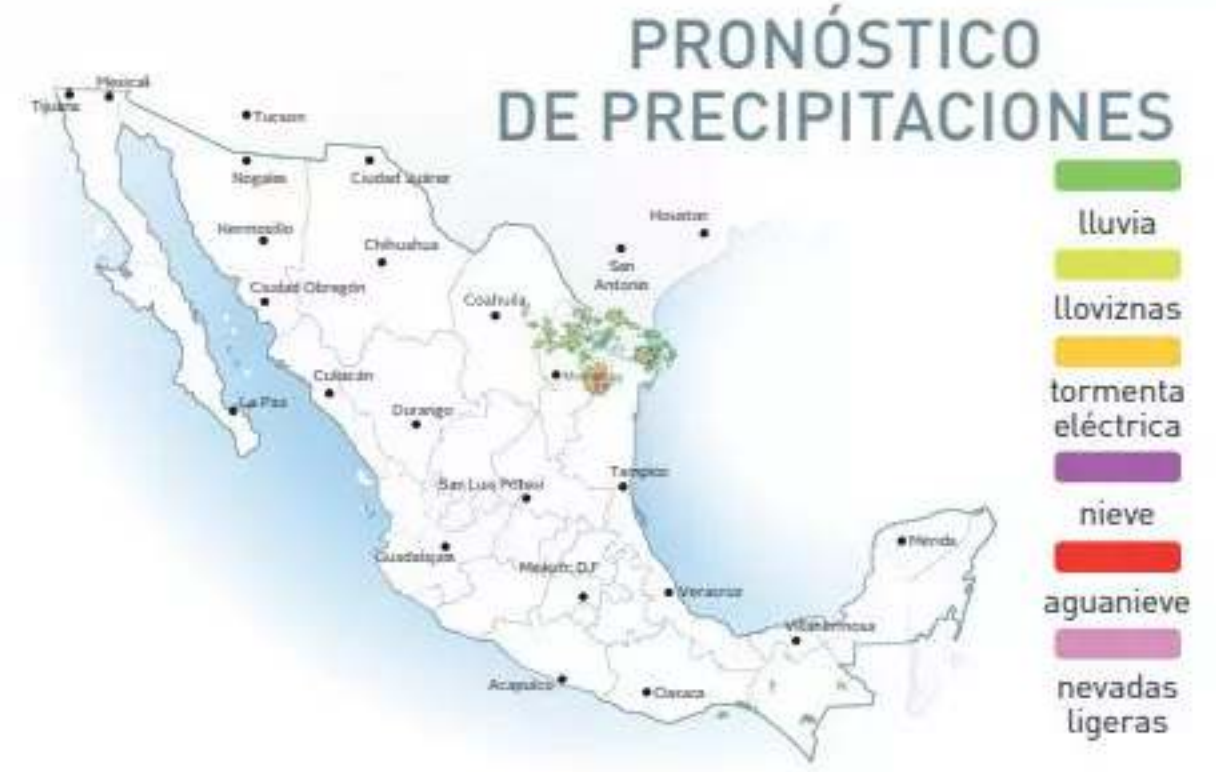 PRONÓSTICO
DE PRECIPITACIONES
Mexicali
Tijuana
Tucson
Nogales
Ciudad Juárez
Houston
Hermosillo
Chihuahua
San
Antonio
Ciudad Obregón
Coahuila
Culiacán
La Paz
Durango
Tampico
San Luis Potosí
Guadalajara
México, D.F
Mérida
Veracruz
Villahermosa
Acapulco
Oaxaca
lluvia
lloviznas
tormenta
eléctrica
nieve
aguanieve
nevadas
ligeras